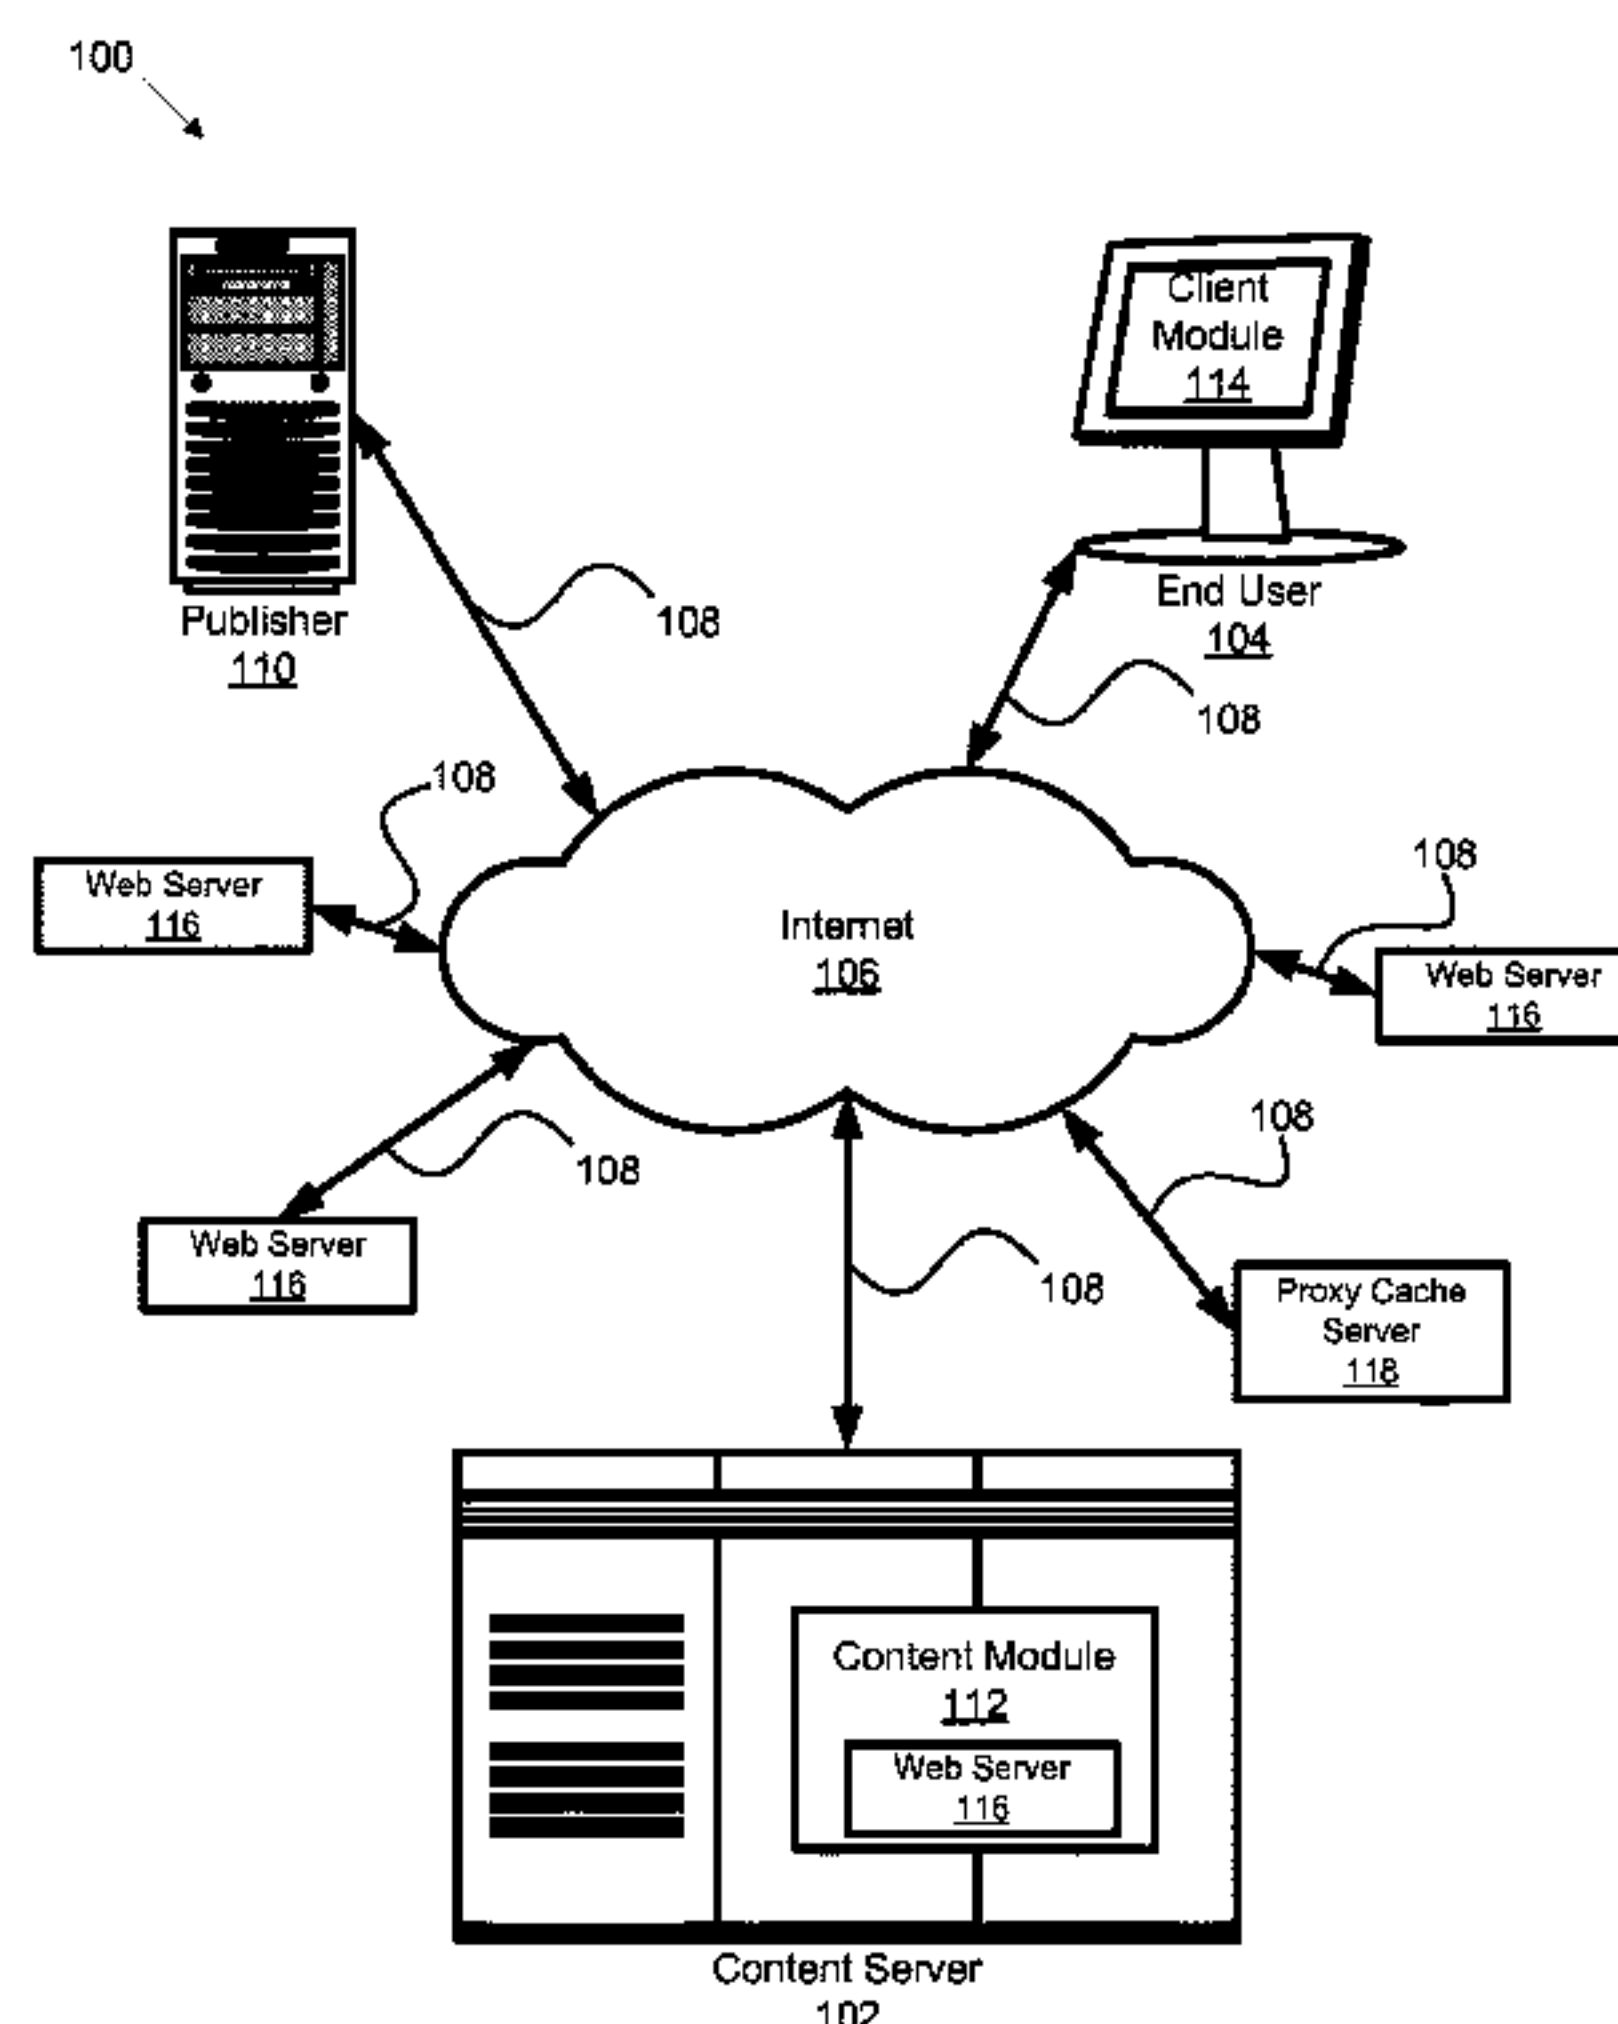 100
Client
Module
114
Publisher
110
108
End User
104
108
108
Web Server
116
Internet
106
108
Web Server
116
108
Web Server
116
108
108
Proxy Cache
Server
118
Content Module
112
Web Server
116
Content Server
102